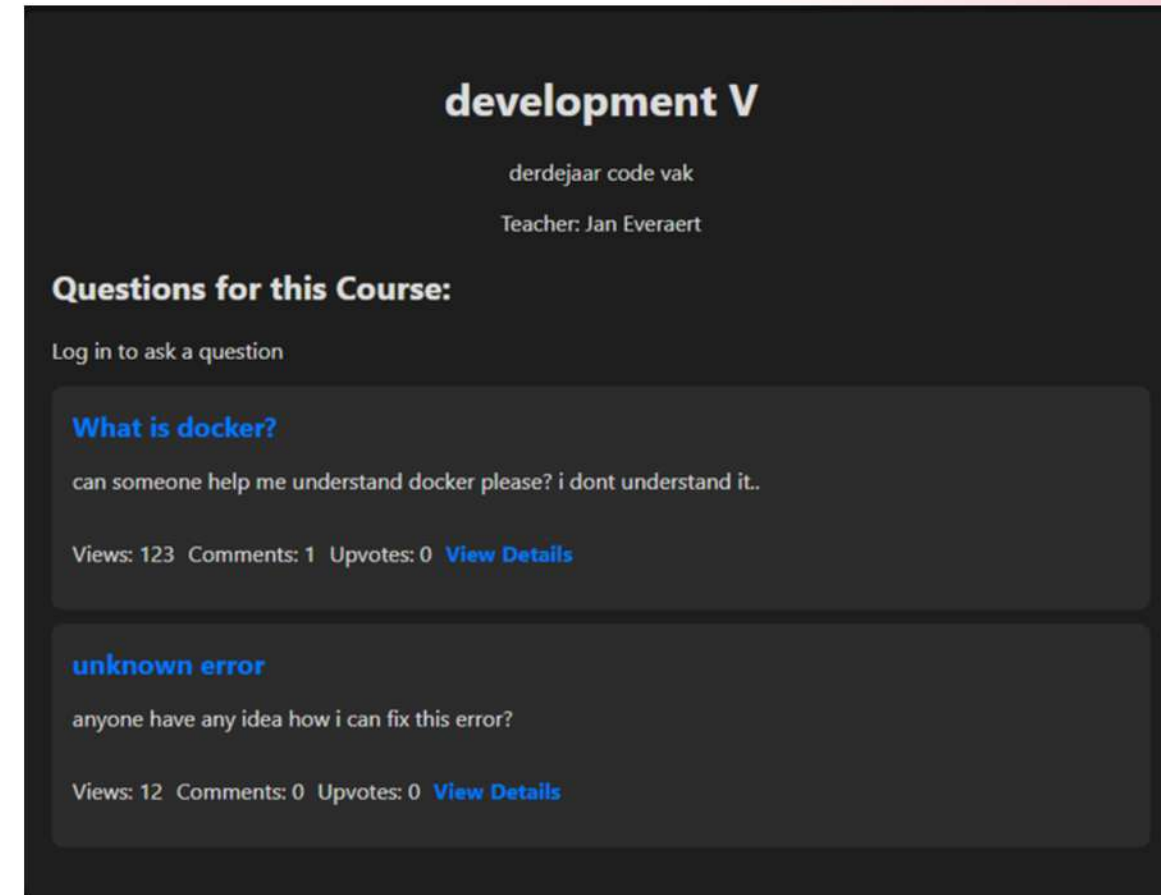 development V
derdejaar code vak
Teacher: Jan Everaert
Questions for this Course:
Log in to ask a question
What is docker?
can someone help me understand docker please? i dont understand it..
Views: 123 Comments: 1 Upvotes: 0 View Details
unknown error
anyone have any idea how i can fix this error?
Views: 12 Comments: 0 Upvotes: 0 View Details